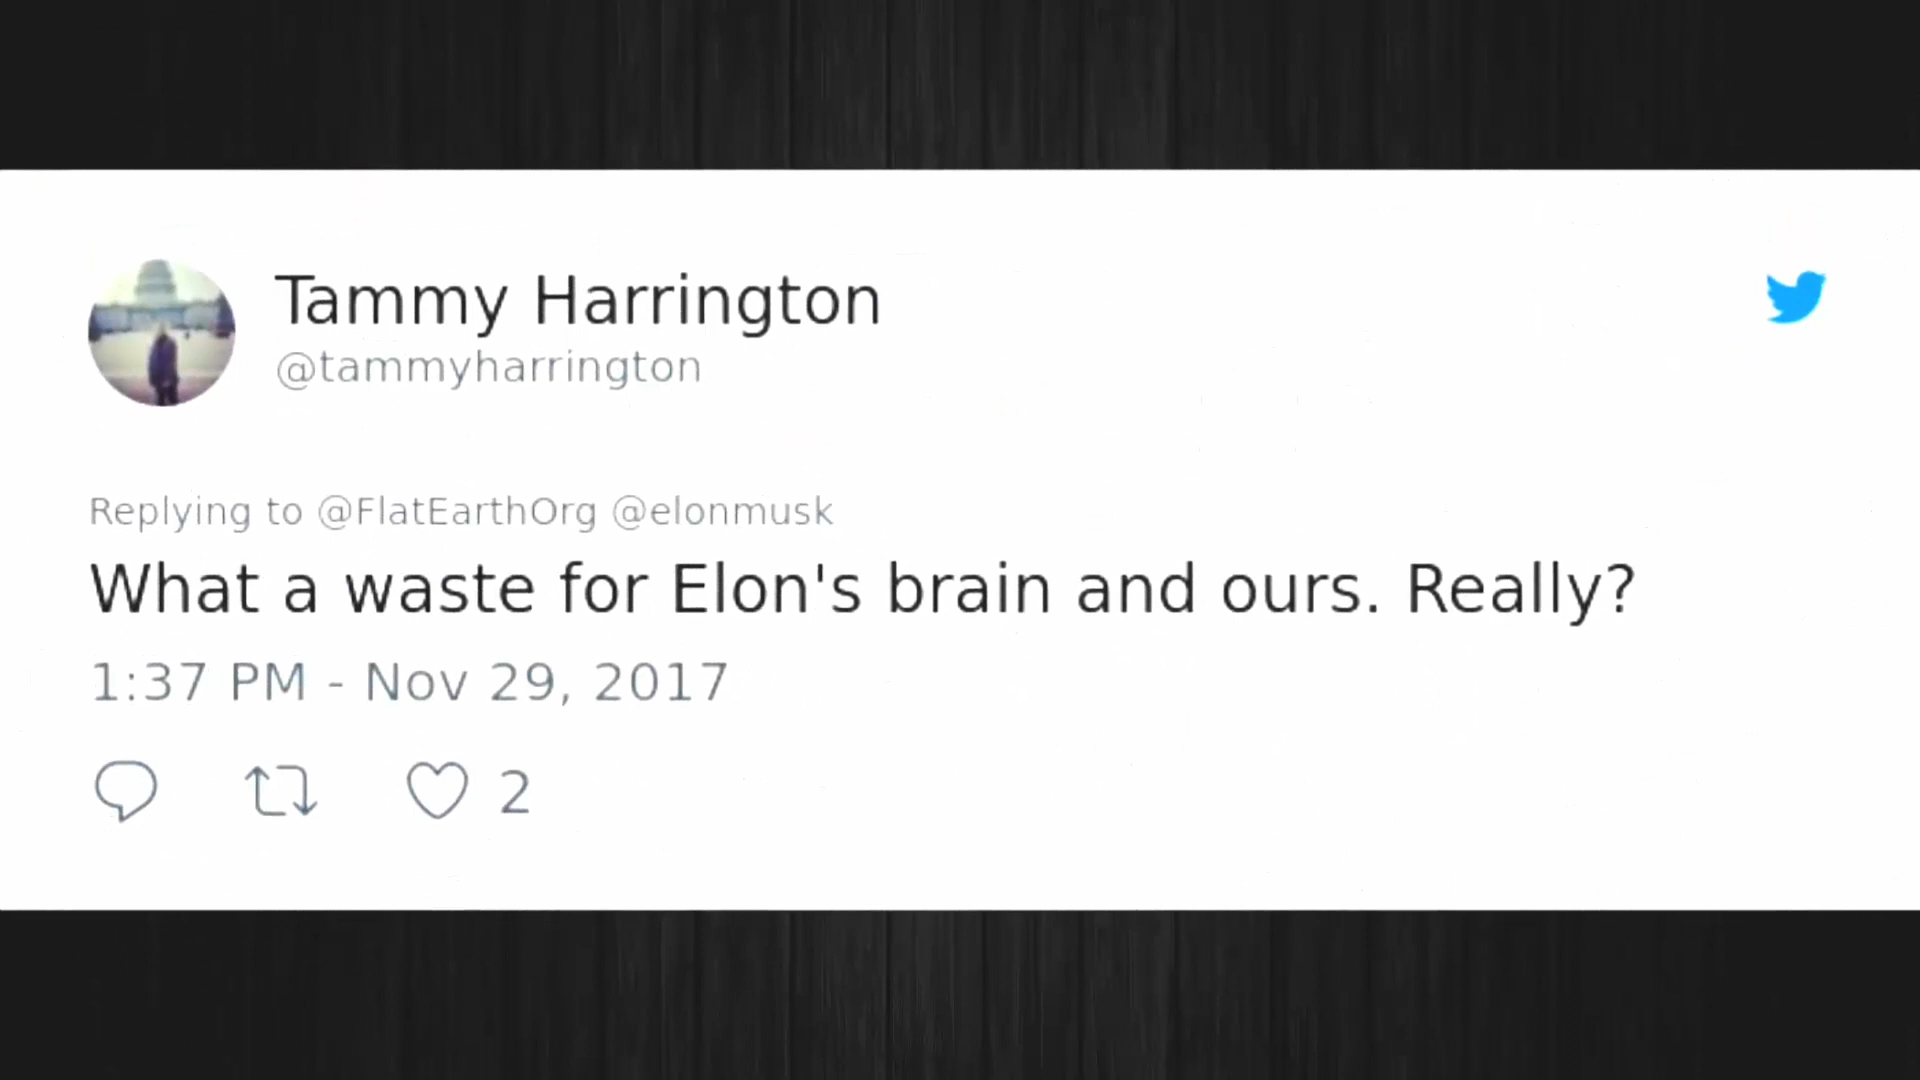 Tammy Harrington
@tammyharrington
Replying to @FlatEarthOrg @elonmusk
What a waste for Elon's brain and ours. Really?
1:37 PM - Nov 29, 2017
2